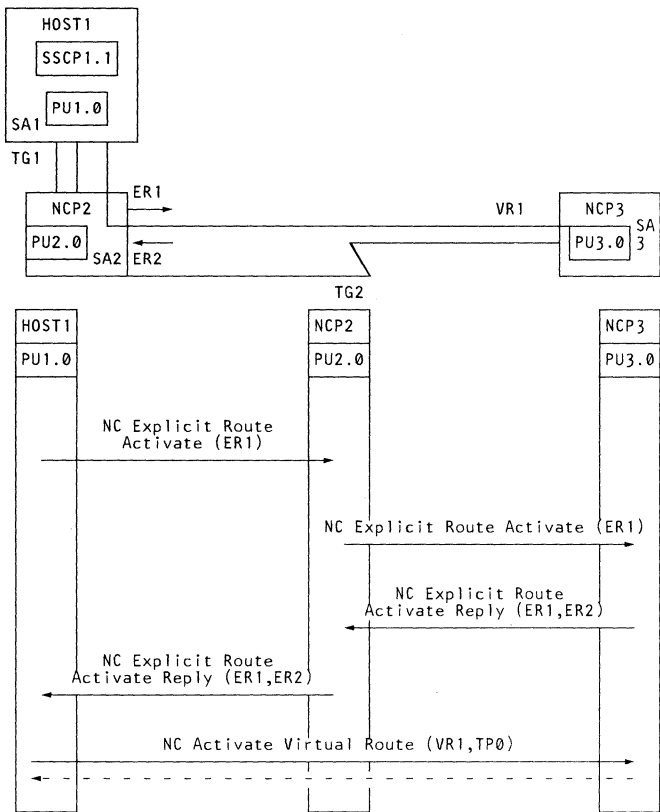 HOST1
SSCP1.1
PU1.0
SA1
TG1
NCP2
ER1
VR1
NCP3
PU2.0
SA2
ER2
PU3.0
SA
3
TG2
HOST1
NCP2
NCP3
PU1.0
PU2.0
PU3.0
NC Explicit Route
Activate (ER1)
NC Explicit Route Activate (ER1)
NC Explicit Route
Activate Reply (ER1,ER2)
NC Explicit Route
Activate Reply (ER1,ER2)
NC Activate Virtual Route (VR1,TP0)